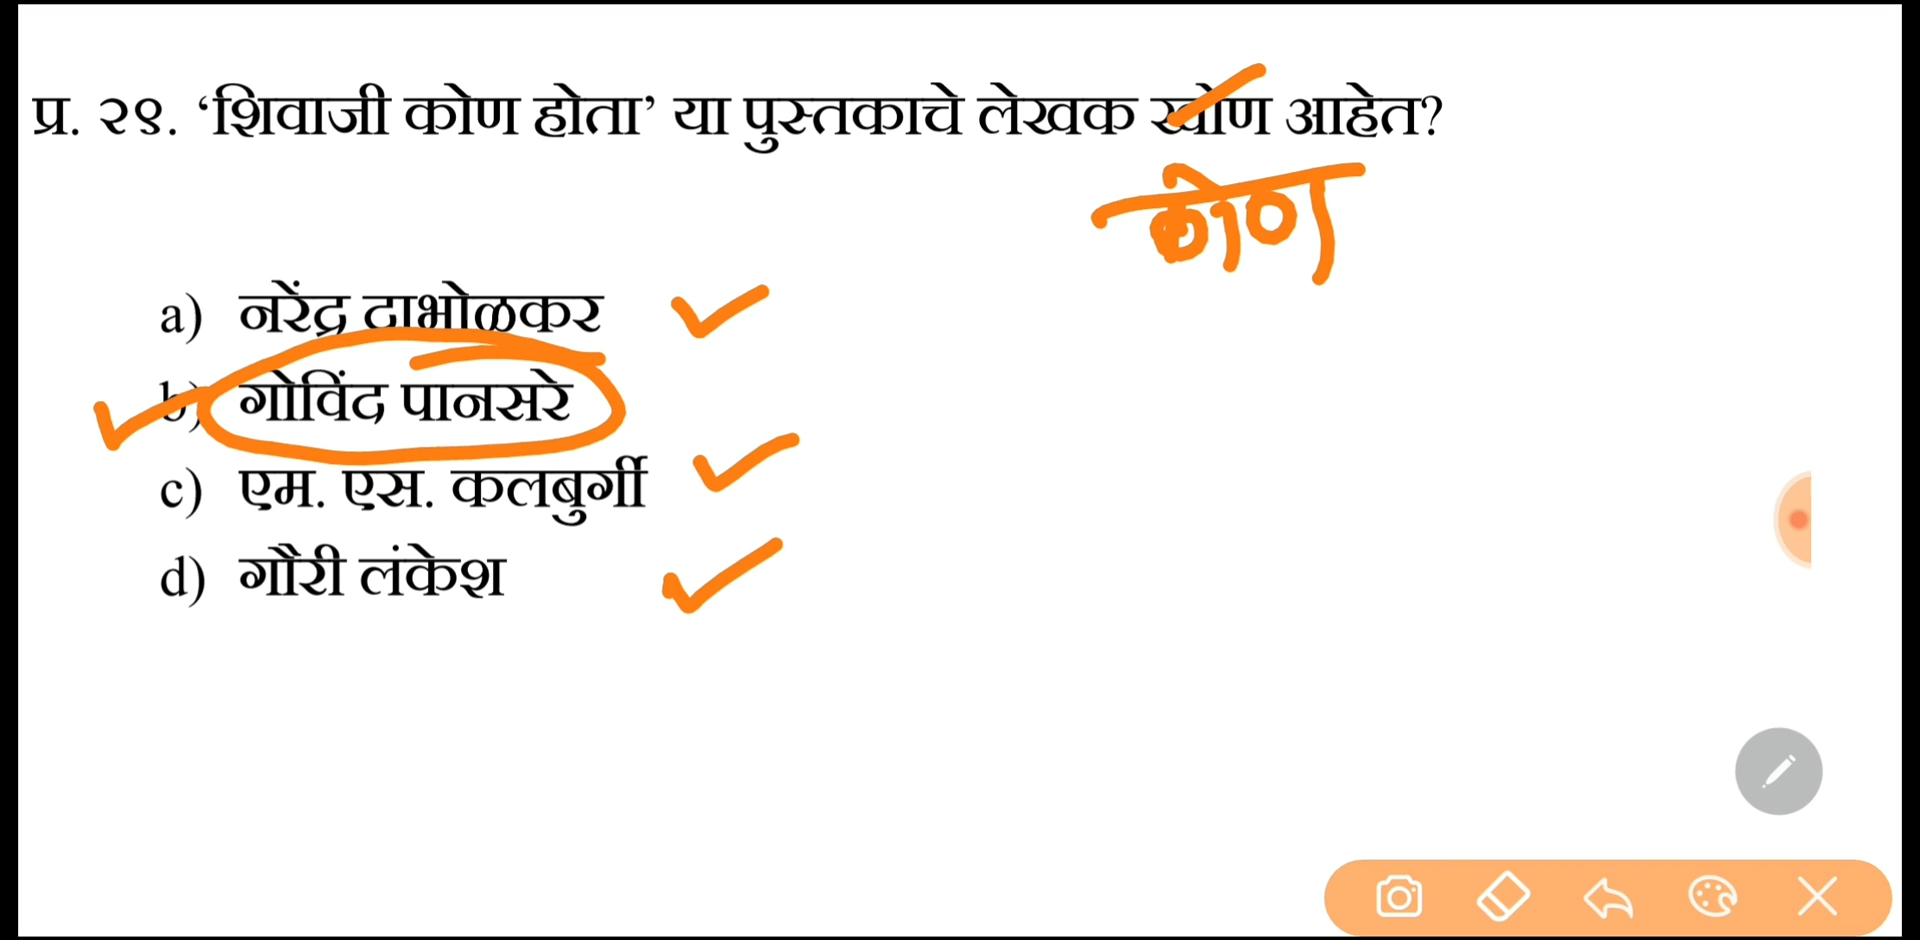 प्र. २९. ‘शिवाजी कोण होता’ या पुस्तकाचे लेखक खोण आहेत?
कोण
a) नरेंद्र दाभोळकर
b) गोविंद पानसरे
c) एम. एस. कलबुर्गी
d) गौरी लंकेश